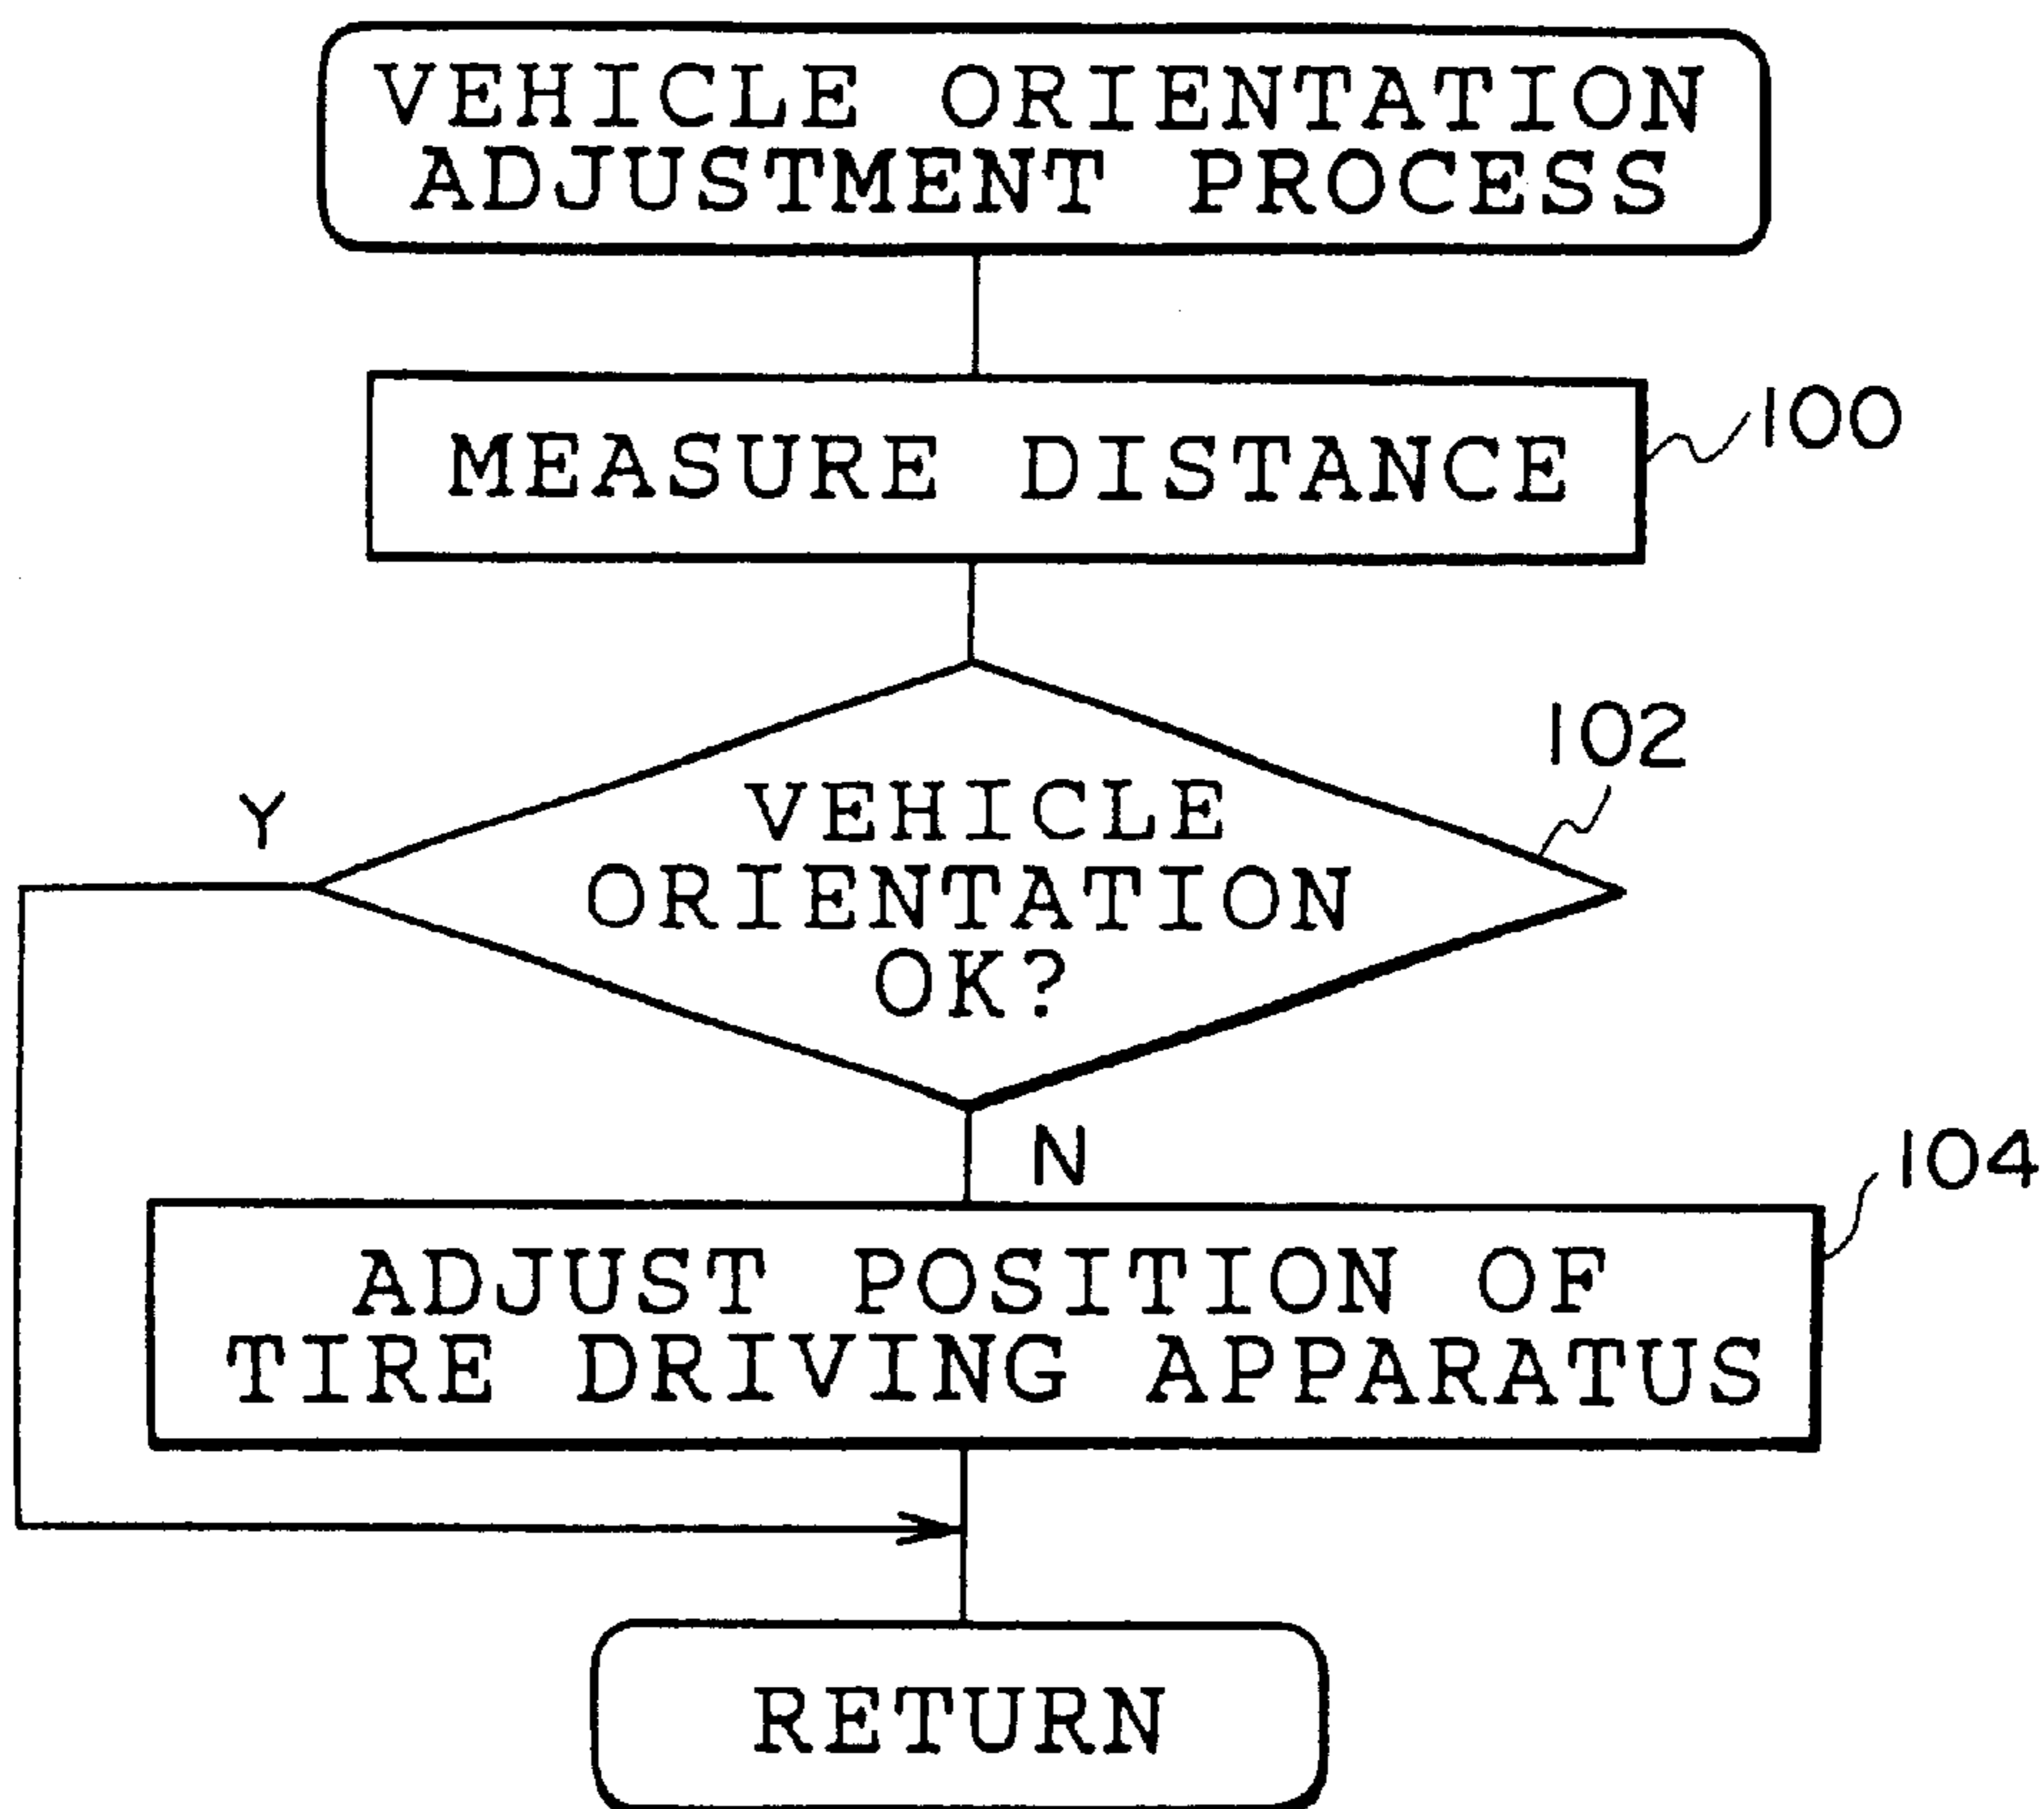 VEHICLE ORIENTATION
ADJUSTMENT PROCESS
MEASURE DISTANCE
100
102
Y
VEHICLE
ORIENTATION
OK?
N
104
ADJUST POSITION OF
TIRE DRIVING APPARATUS
RETURN